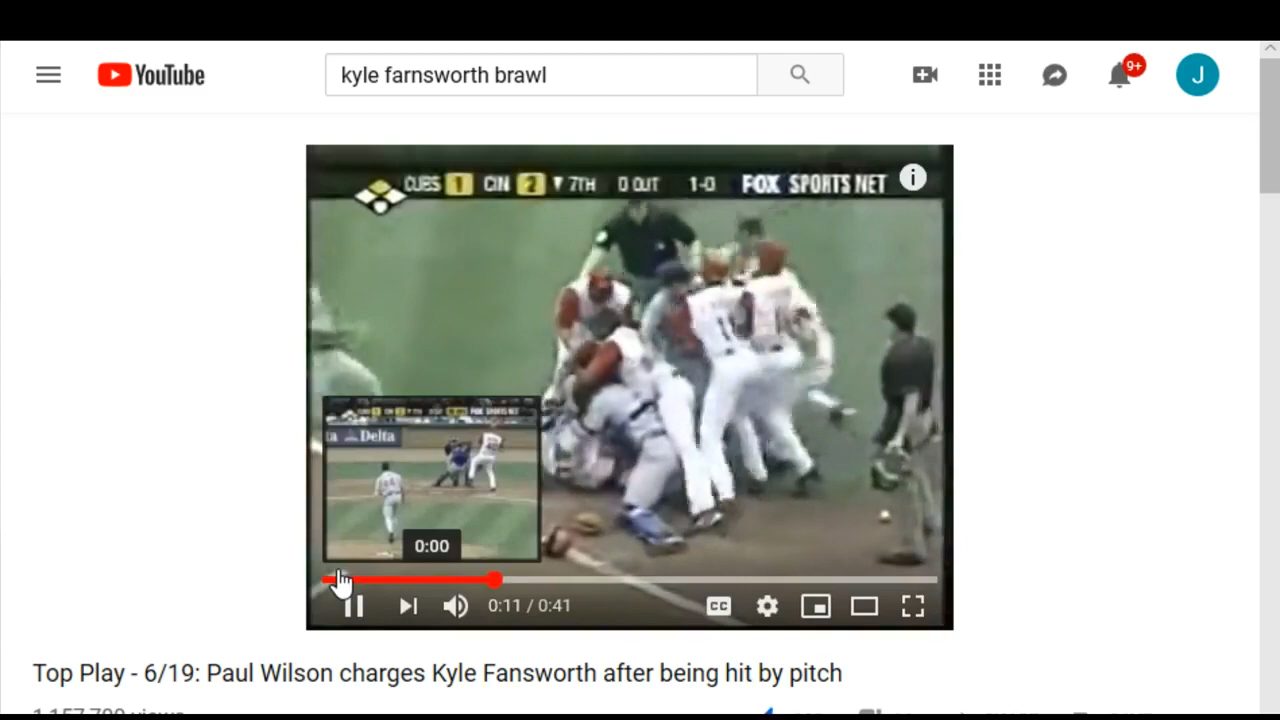 YouTube
kyle farnsworth brawl
9+
J
CUBS 1 CIN 2 ▼ 7TH 0 OUT 1-0 FOX SPORTS NET
i
Delta
0:00
0:11 / 0:41
CC
Top Play - 6/19: Paul Wilson charges Kyle Fansworth after being hit by pitch